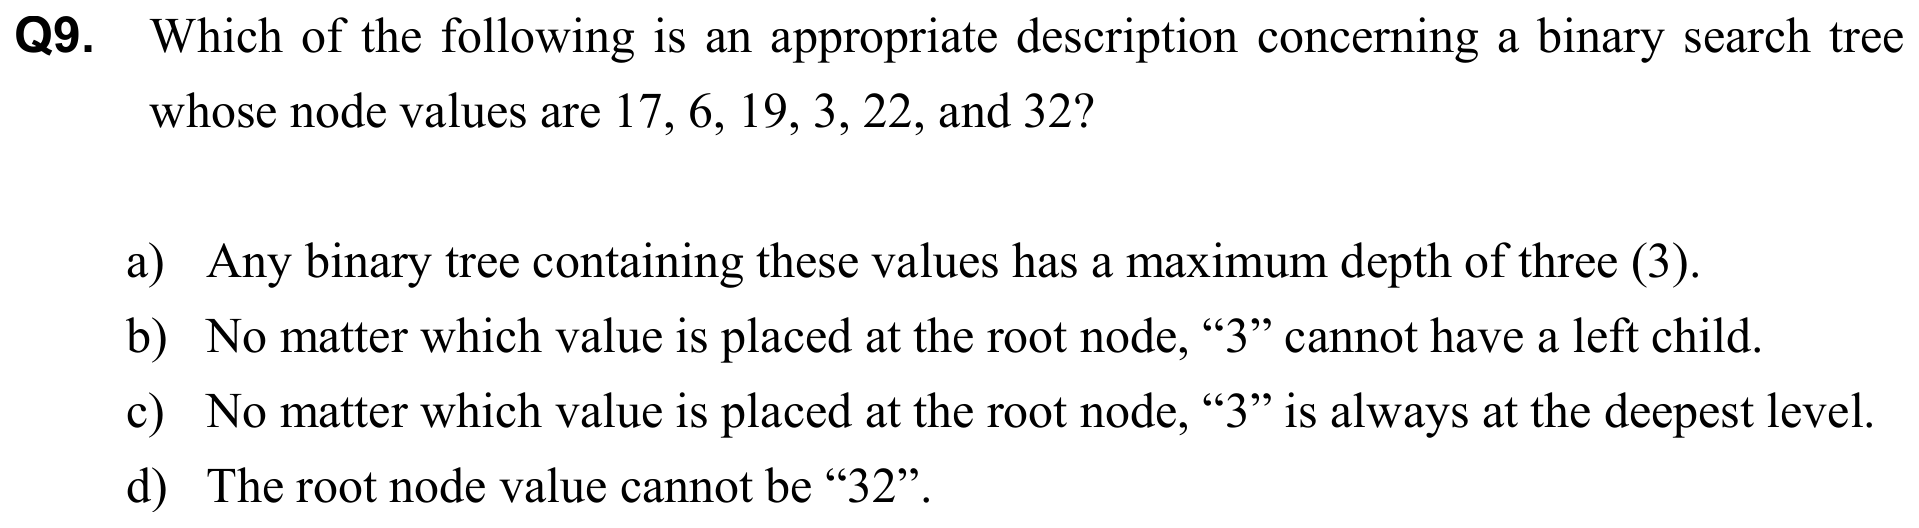 Q9. Which of the following is an appropriate description concerning a binary search tree
whose node values are 17, 6, 19, 3, 22, and 32?
a) Any binary tree containing these values has a maximum depth of three (3).
b) No matter which value is placed at the root node, “3” cannot have a left child.
c) No matter which value is placed at the root node, “3” is always at the deepest level.
d) The root node value cannot be “32”.